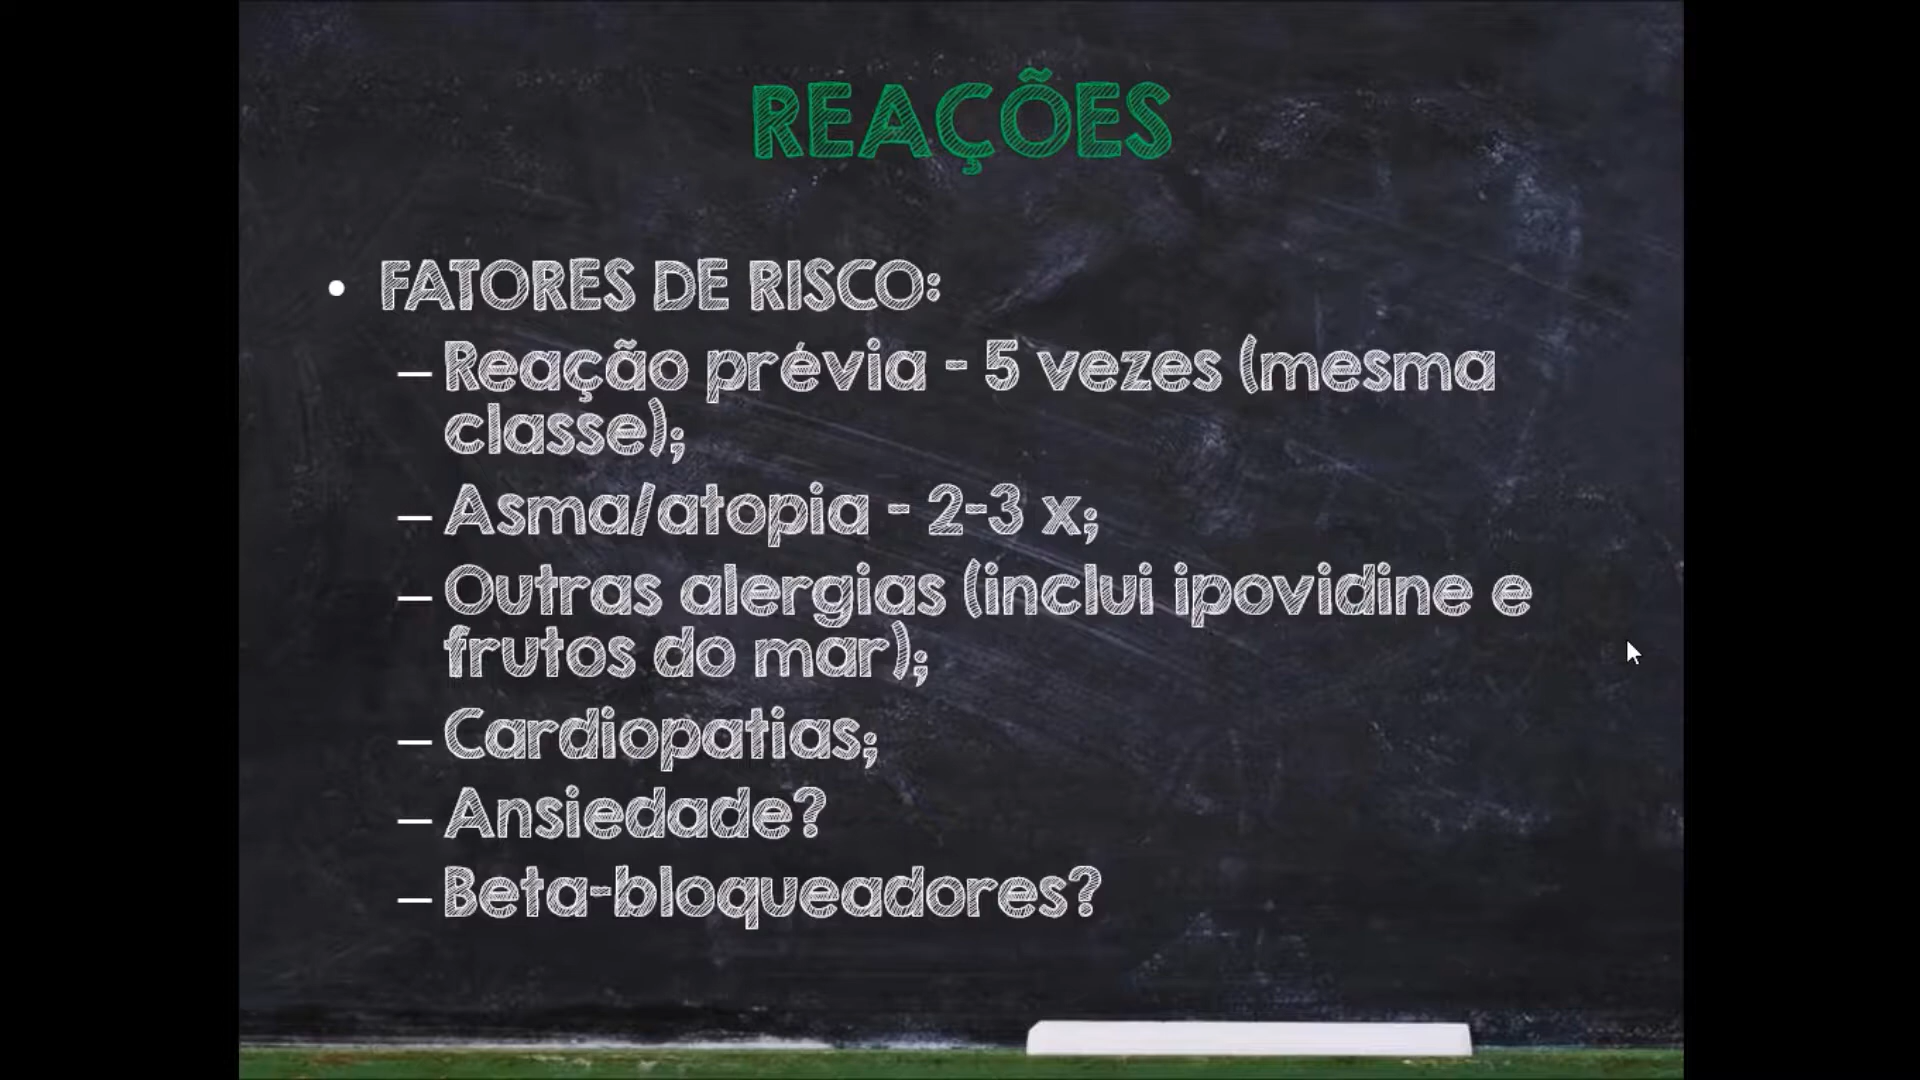 REAÇÕES
• FATORES DE RISCO:
– Reação prévia - 5 vezes (mesma
classe);
– Asma/atopia - 2-3 x;
– Outras alergias (inclui ipovidine e
frutos do mar);
– Cardiopatias;
– Ansiedade?
– Beta-bloqueadores?